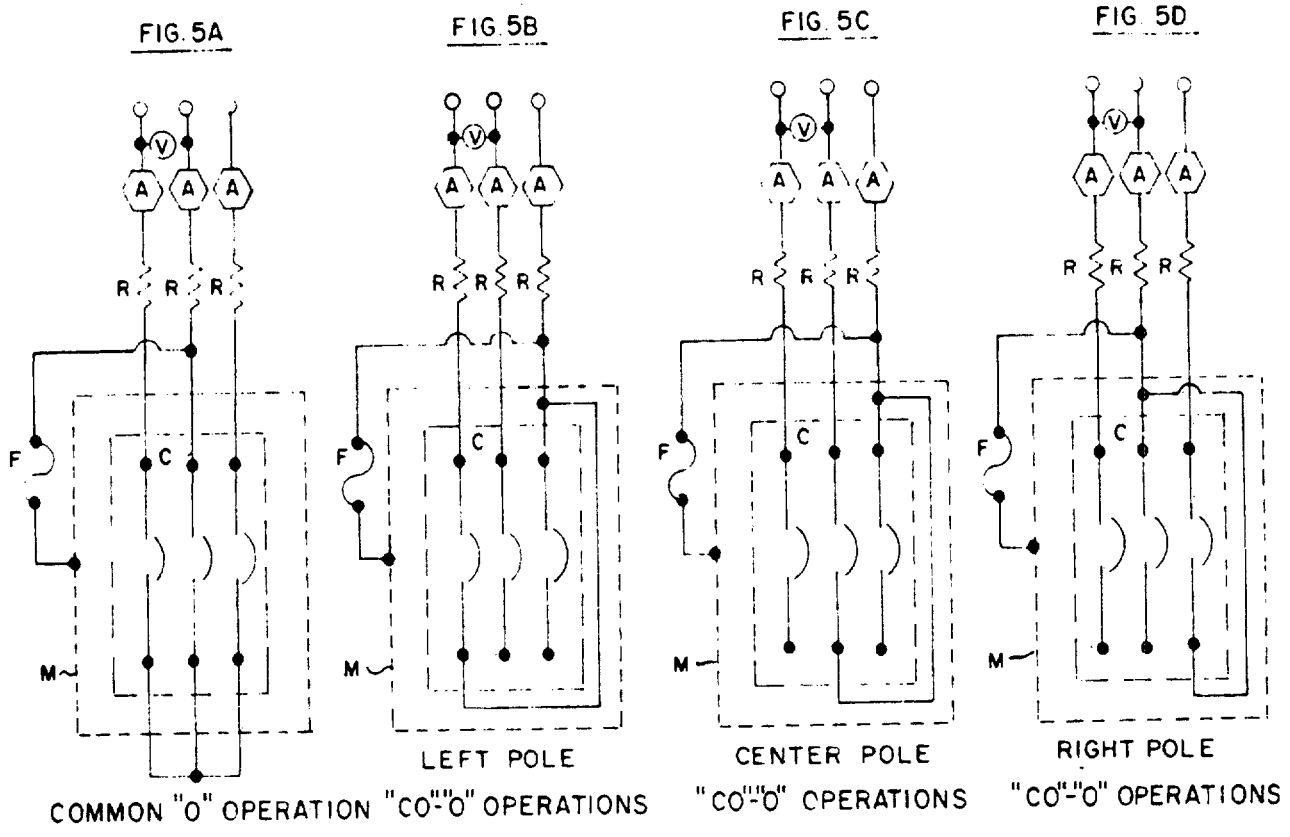 FIG. 5A
FIG. 5B
FIG. 5C
FIG. 5D
V
V
V
V
A A A
A A A
A A A
A A A
R R R
R R R
R R R
R R R
F C
F C
F C
F C
M
M
M
M
LEFT POLE
CENTER POLE
RIGHT POLE
COMMON "O" OPERATION
"CO"-"O" OPERATIONS
"CO"-"O" OPERATIONS
"CO"-"O" OPERATIONS